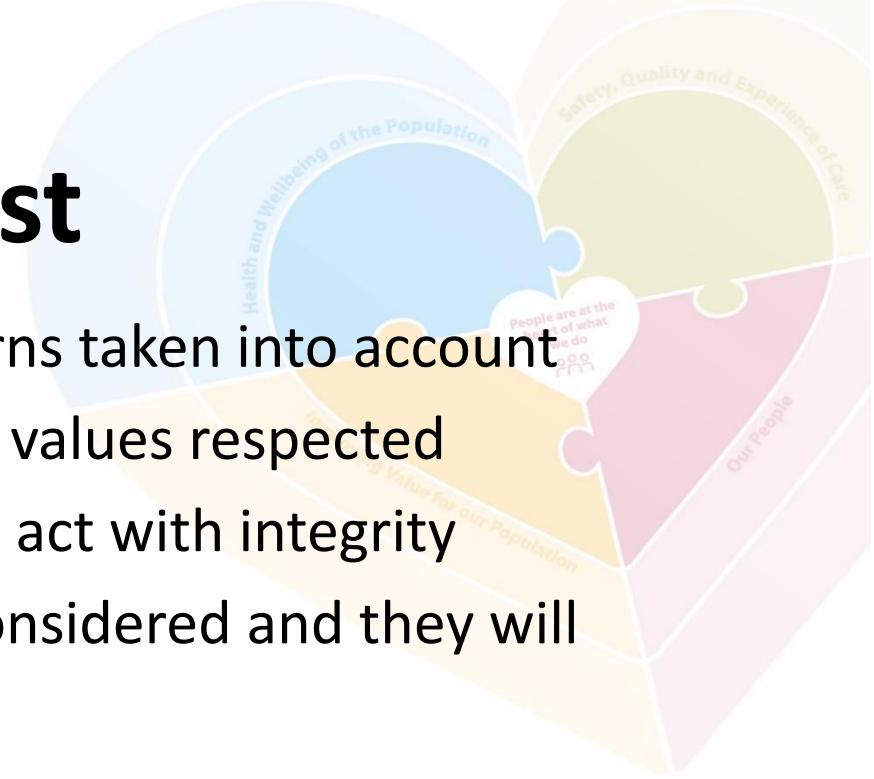 Safety, Quality and Experience of Care
Health and Wellbeing of the Population
st
People are at the
heart of what
we do
rns taken into account
values respected
Our People
Value for our Population
act with integrity
onsidered and they will